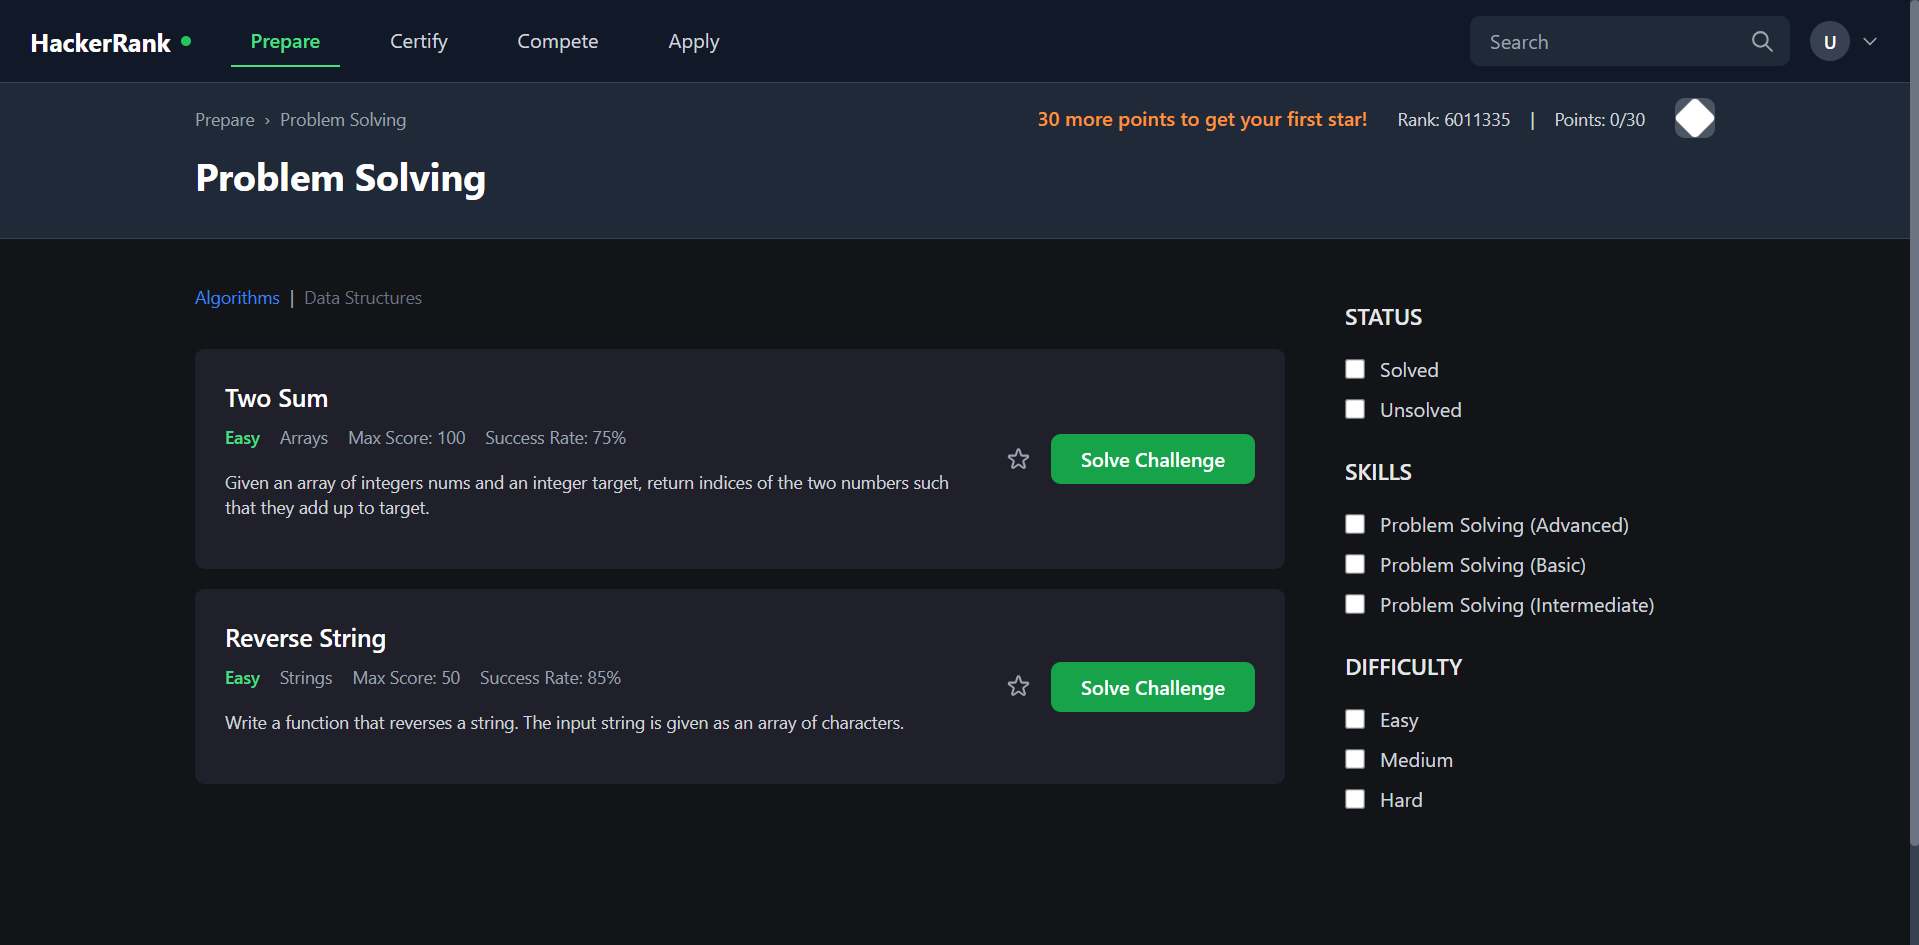 HackerRank
Prepare
Certify
Compete
Apply
Search
U
Prepare › Problem Solving
30 more points to get your first star!
Rank: 6011335 | Points: 0/30
Problem Solving
Algorithms | Data Structures
Two Sum
Easy Arrays Max Score: 100 Success Rate: 75%
Given an array of integers nums and an integer target, return indices of the two numbers such
that they add up to target.
Solve Challenge
Reverse String
Easy Strings Max Score: 50 Success Rate: 85%
Write a function that reverses a string. The input string is given as an array of characters.
Solve Challenge
STATUS
Solved
Unsolved
SKILLS
Problem Solving (Advanced)
Problem Solving (Basic)
Problem Solving (Intermediate)
DIFFICULTY
Easy
Medium
Hard